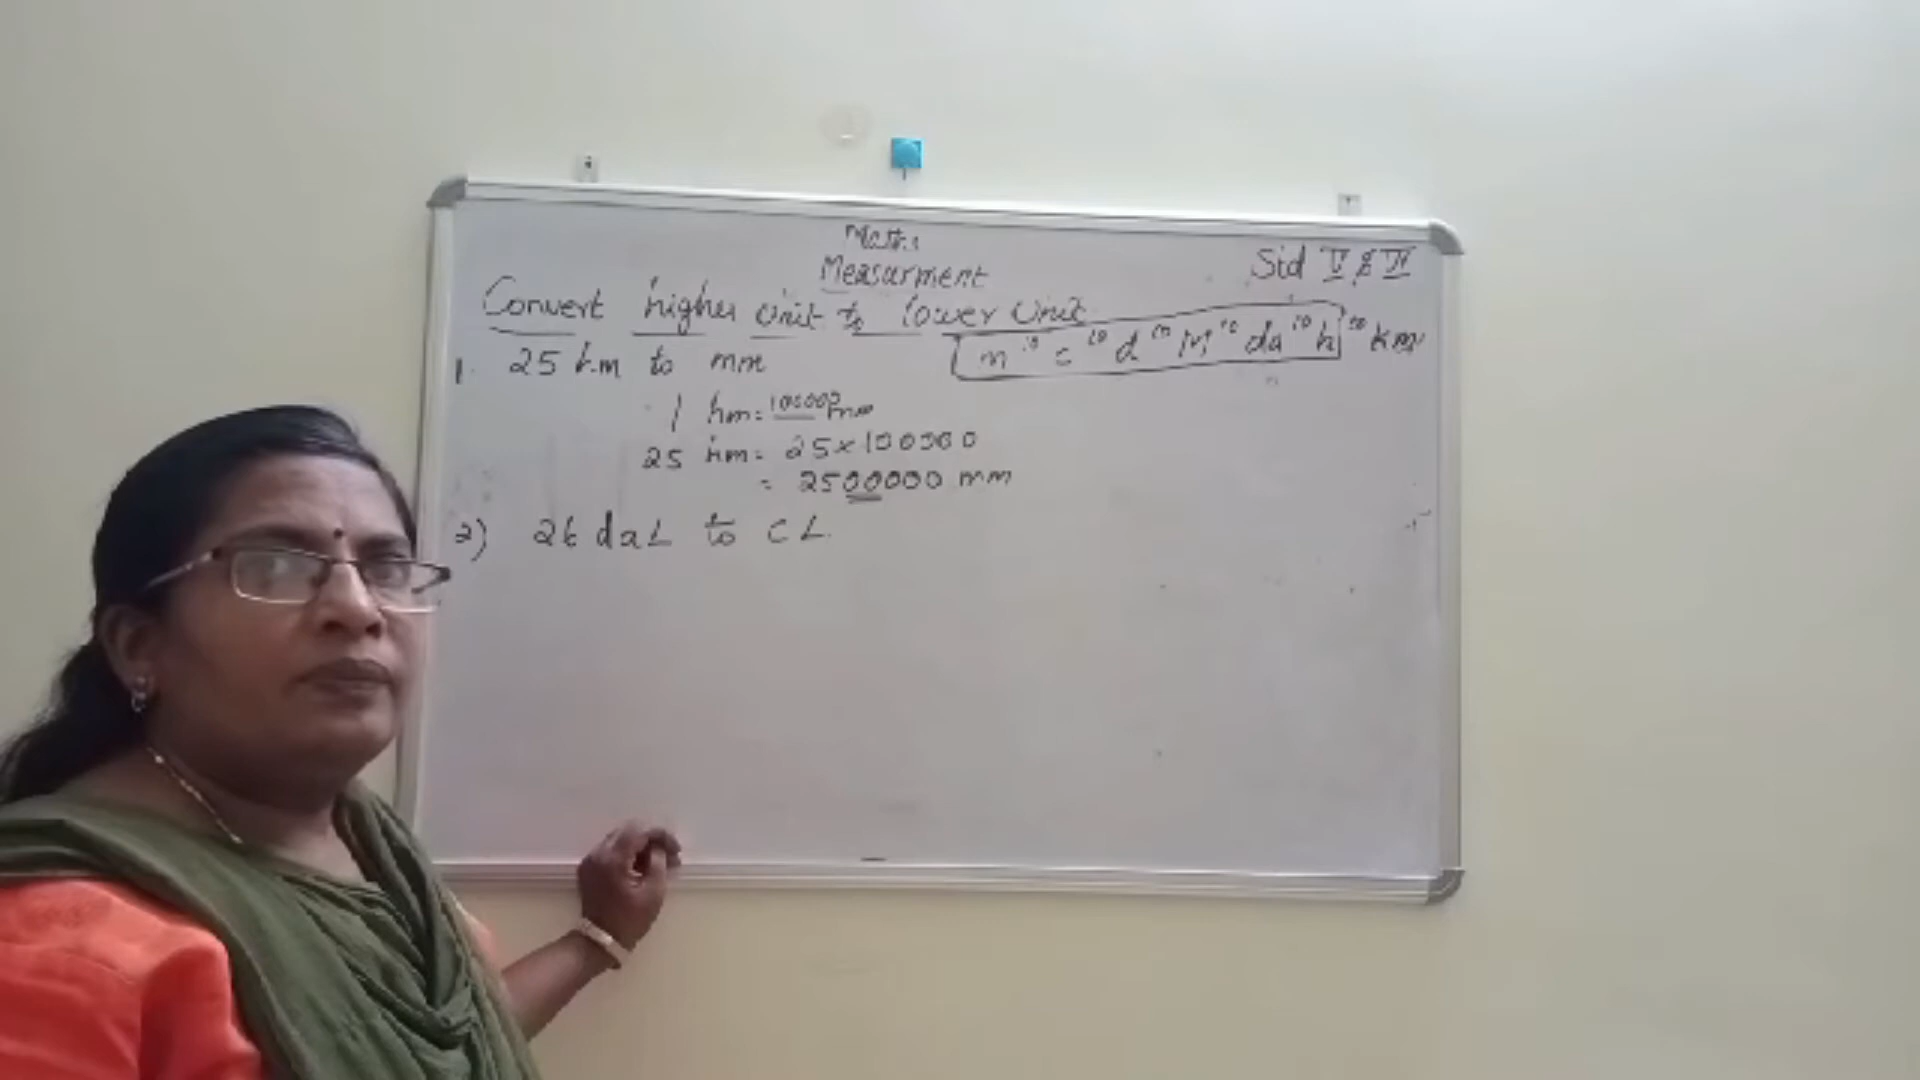 Maths
Measurment
Std V & VI
Convert higher Unit to lower Unit
m 10 c 10 d 10 M 10 da 10 h 10 km
1. 25 hm to mm
1 hm = 100000 mm
25 hm = 25 × 100000
= 2500000 mm
2) 26 daL to CL